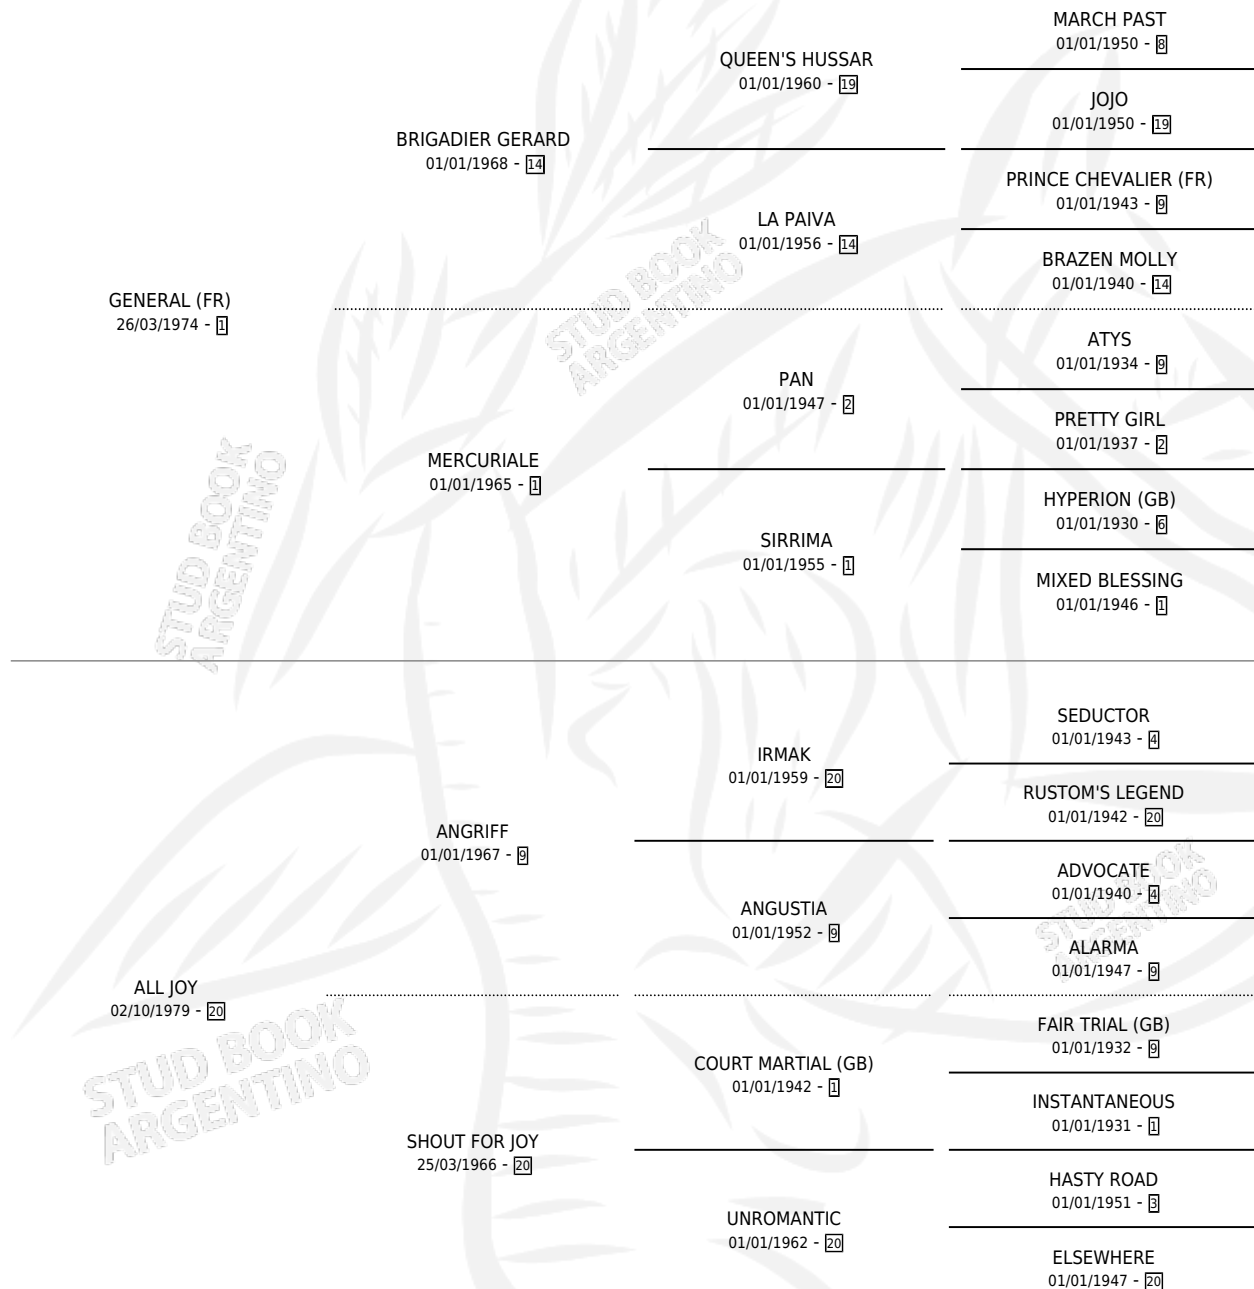 MARCH PAST
01/01/1950 - 8
QUEEN'S HUSSAR
01/01/1960 - 19
JOJO
01/01/1950 - 19
BRIGADIER GERARD
01/01/1968 - 14
PRINCE CHEVALIER (FR)
01/01/1943 - 9
LA PAIVA
01/01/1956 - 14
BRAZEN MOLLY
01/01/1940 - 14
GENERAL (FR)
26/03/1974 - 1
ATYS
01/01/1934 - 9
PAN
01/01/1947 - 2
PRETTY GIRL
01/01/1937 - 2
MERCURIALE
01/01/1965 - 1
HYPERION (GB)
01/01/1930 - 6
SIRRIMA
01/01/1955 - 1
MIXED BLESSING
01/01/1946 - 1
SEDUCTOR
01/01/1943 - 4
IRMAK
01/01/1959 - 20
RUSTOM'S LEGEND
01/01/1942 - 20
ANGRIFF
01/01/1967 - 9
ADVOCATE
01/01/1940 - 4
ANGUSTIA
01/01/1952 - 9
ALARMA
01/01/1947 - 9
ALL JOY
02/10/1979 - 20
FAIR TRIAL (GB)
01/01/1932 - 9
COURT MARTIAL (GB)
01/01/1942 - 1
INSTANTANEOUS
01/01/1931 - 1
SHOUT FOR JOY
25/03/1966 - 20
HASTY ROAD
01/01/1951 - 3
UNROMANTIC
01/01/1962 - 20
ELSEWHERE
01/01/1947 - 20
STUD BOOK
ARGENTINO
STUD BOOK
ARGENTINO
STUD BOOK
ARGENTINO
STUD BOOK
ARGENTINO